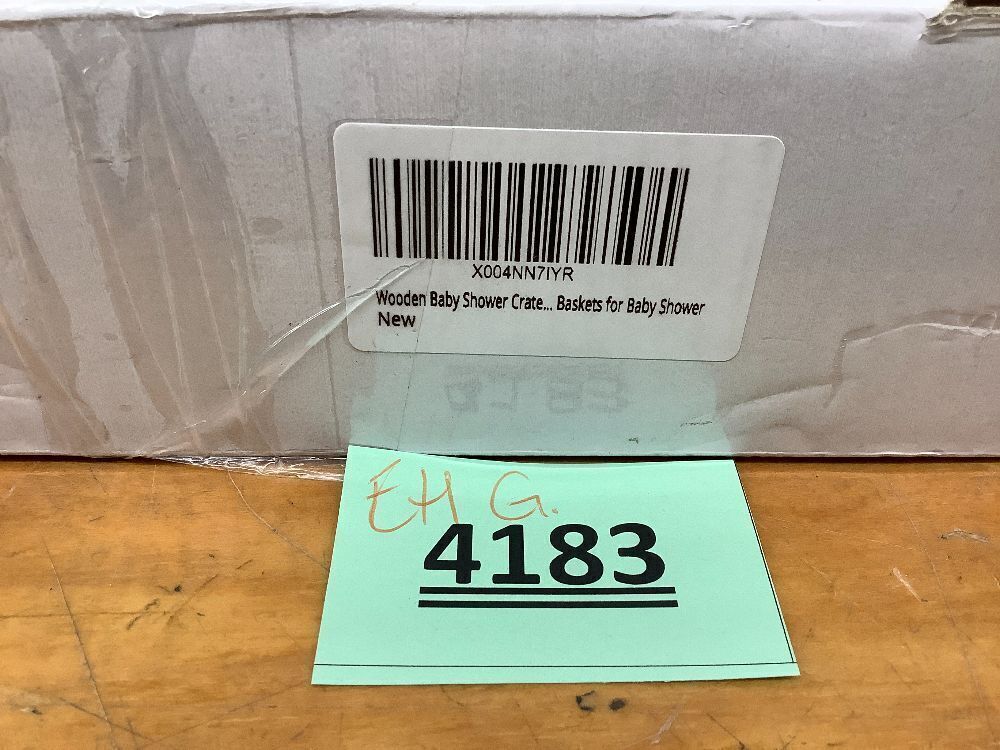 X004NN7IYR
Wooden Baby Shower Crate... Baskets for Baby Shower
New
EH G.
4183